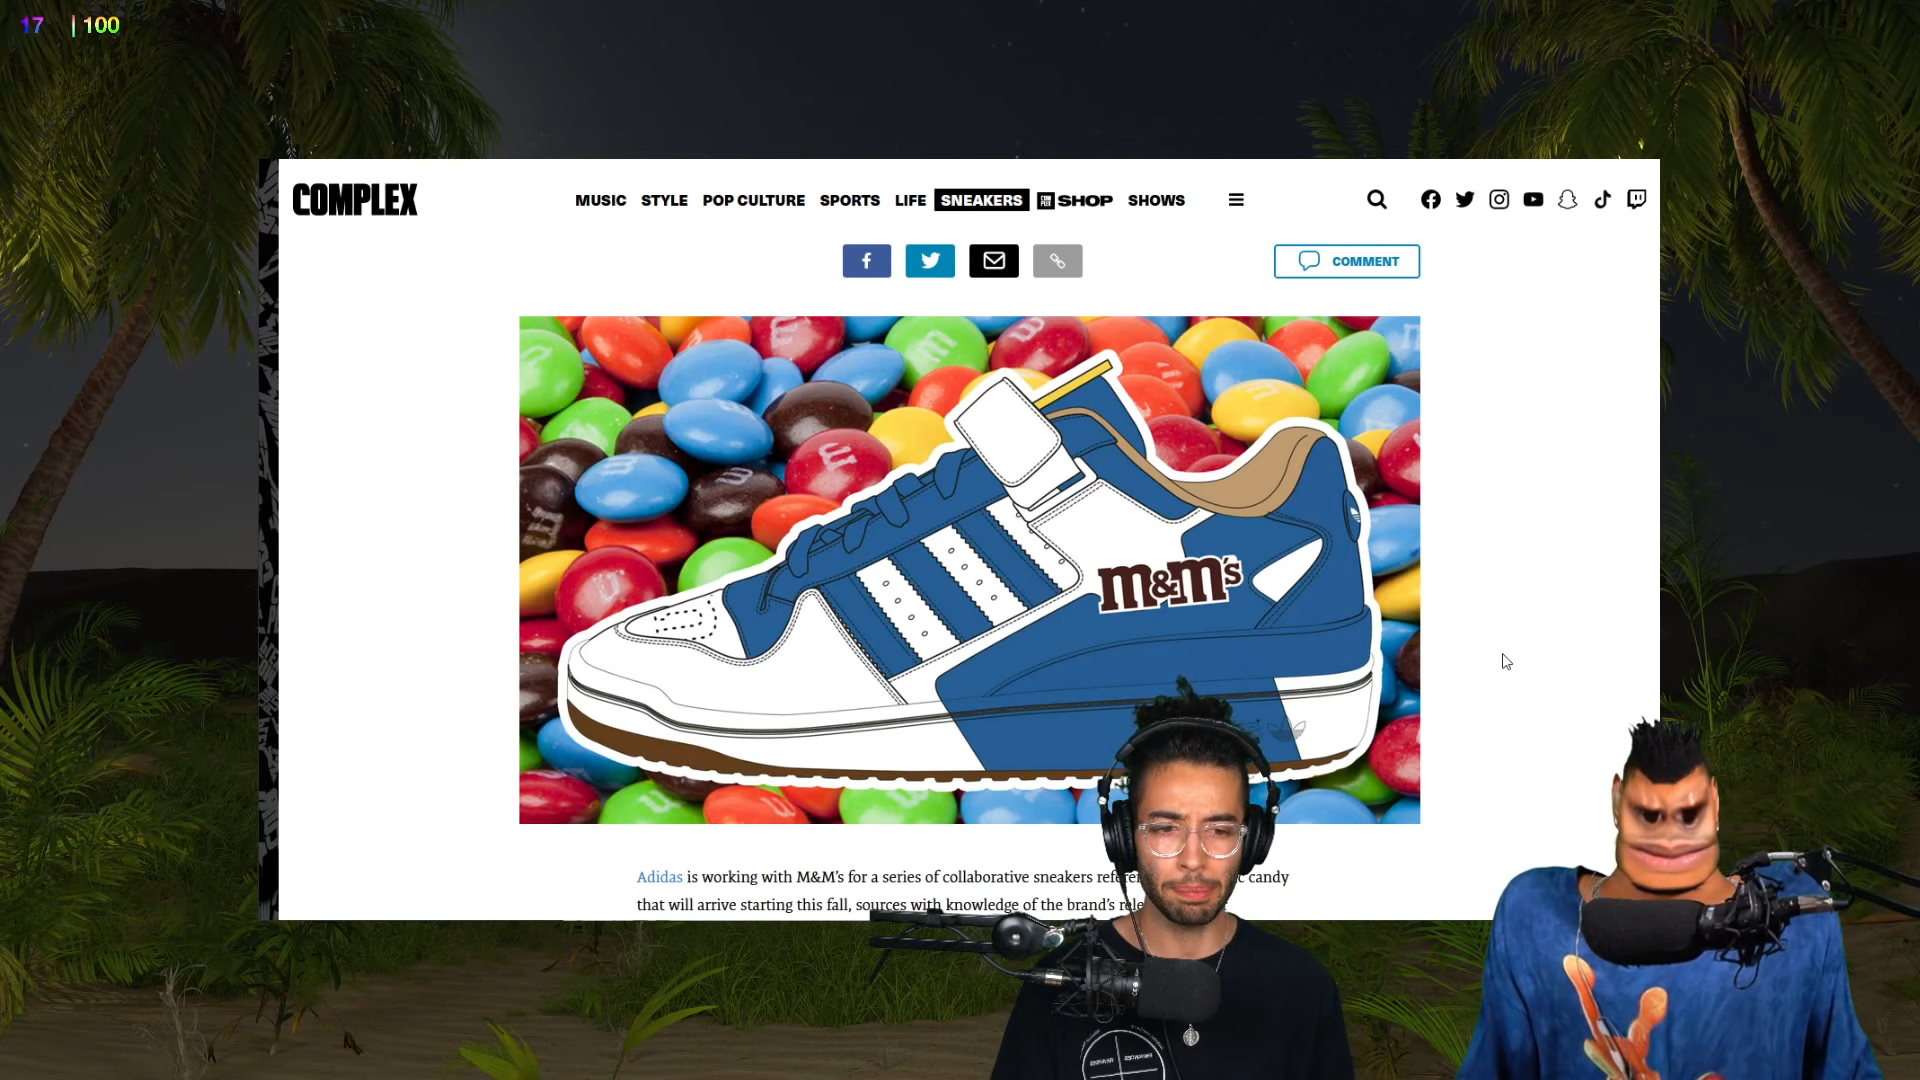 17 | 100
COMPLEX
MUSIC STYLE POP CULTURE SPORTS LIFE SNEAKERS COMPLEX SHOP SHOWS
COMMENT
m&m's
Adidas is working with M&M's for a series of collaborative sneakers candy
that will arrive starting this fall, sources with knowledge of the brand's